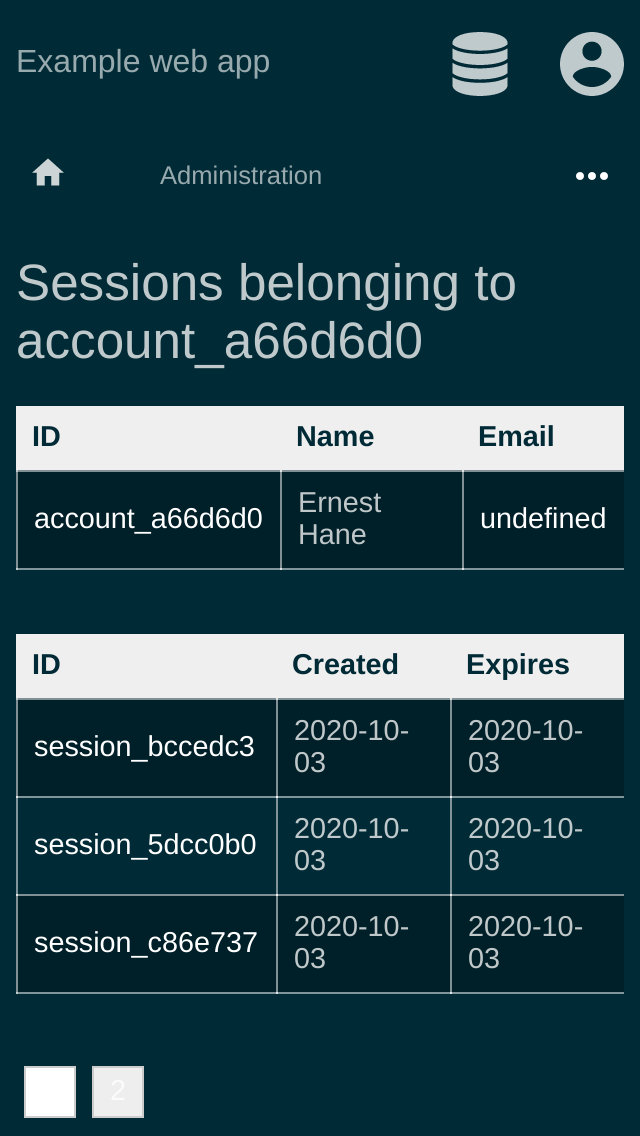 Example web app
Administration
Sessions belonging to
account_a66d6d0
ID Name Email
account_a66d6d0 Ernest Hane undefined
ID Created Expires
session_bccedc3 2020-10-03 2020-10-03
session_5dcc0b0 2020-10-03 2020-10-03
session_c86e737 2020-10-03 2020-10-03
2